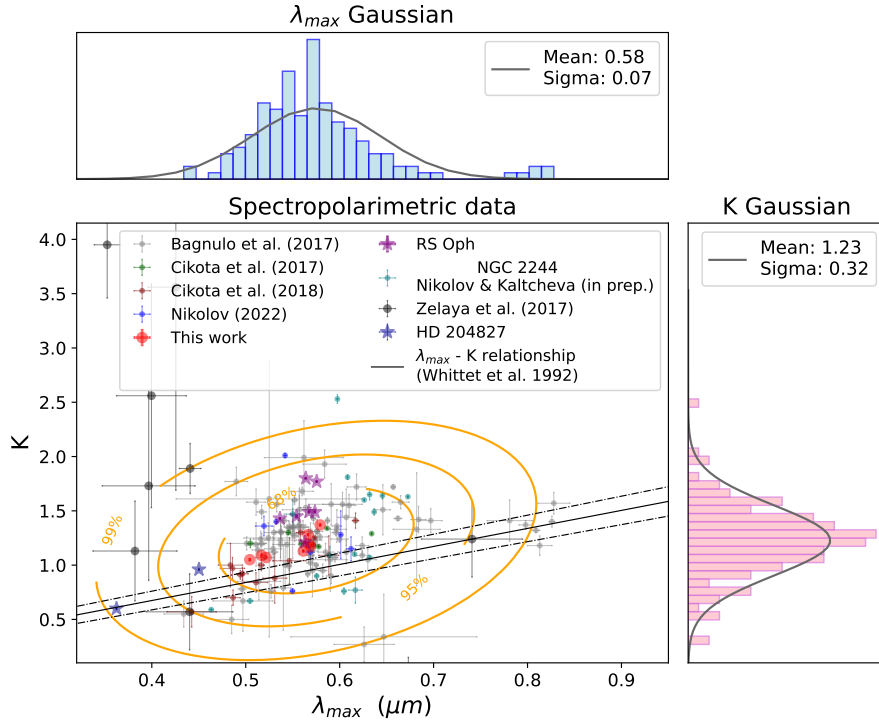 λmax Gaussian
Mean: 0.58
Sigma: 0.07
Spectropolarimetric data
K Gaussian
4.0
3.5
3.0
2.5
2.0
1.5
1.0
0.5
K
Bagnulo et al. (2017)
Cikota et al. (2017)
Cikota et al. (2018)
Nikolov (2022)
This work
RS Oph
NGC 2244
Nikolov & Kaltcheva (in prep.)
Zelaya et al. (2017)
HD 204827
λmax - K relationship
(Whittet et al. 1992)
Mean: 1.23
Sigma: 0.32
68%
99%
95%
0.4
0.5
0.6
0.7
0.8
0.9
λmax (μm)